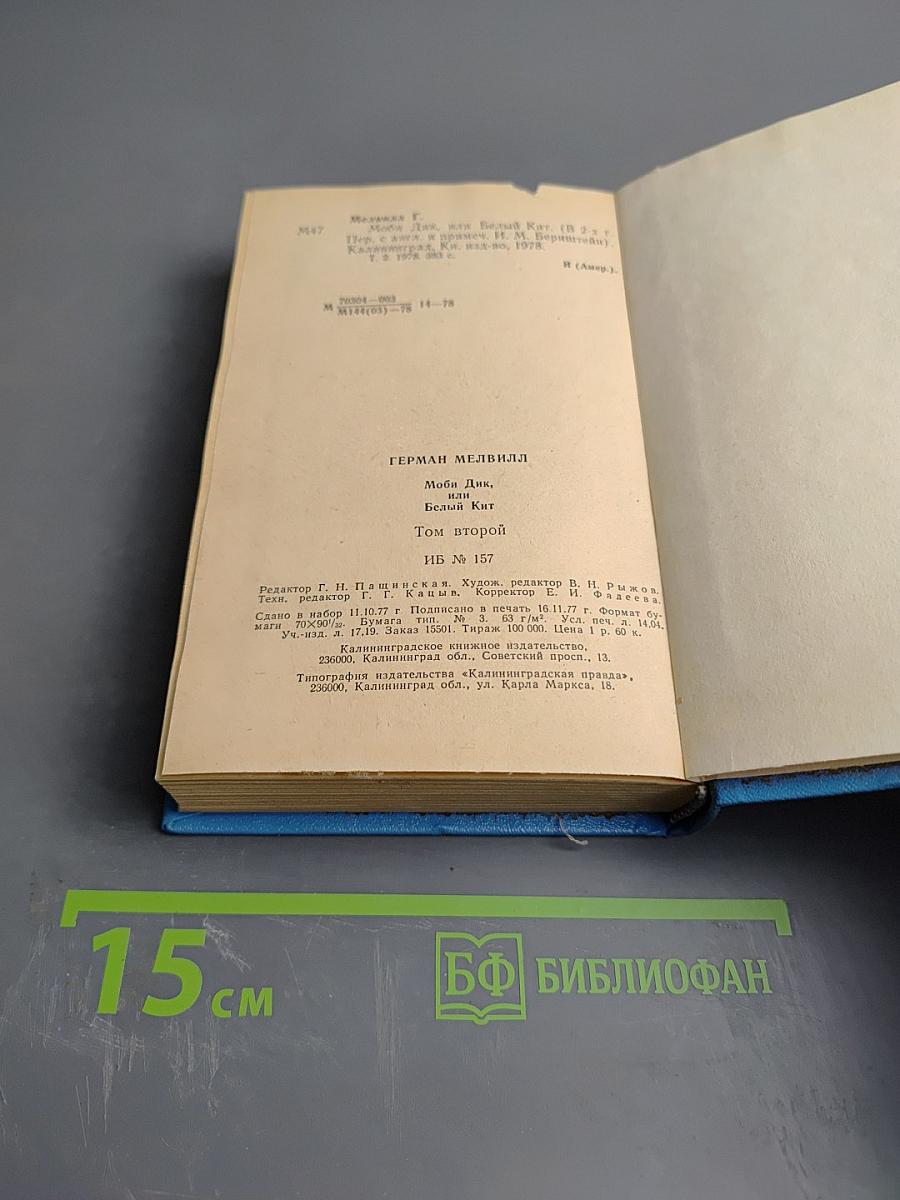 Мелвилл Г.
М47 Моби Дик, или Белый Кит. (В 2-х т.
Пер. с англ. и примеч. И. М. Бернштейн).
Калининград, Кн. изд-во, 1978.
Т. 2. 1978. 383 с.
И (Амер.).
М 70304—003 14—78
М144(03)—78
ГЕРМАН МЕЛВИЛЛ
Моби Дик,
или
Белый Кит
Том второй
ИБ № 157
Редактор Г. Н. Пащинская. Худож. редактор В. Н. Рыжов.
Техн. редактор Г. Г. Кацыв. Корректор Е. И. Фадеева.
Сдано в набор 11.10.77 г. Подписано в печать 16.11.77 г. Формат бу-
маги 70×90¹/₃₂. Бумага тип. № 3. 63 г/м². Усл. печ. л. 14,04.
Уч.-изд. л. 17,19. Заказ 15501. Тираж 100 000. Цена 1 р. 60 к.
Калининградское книжное издательство,
236000, Калининград обл., Советский просп., 13.
Типография издательства «Калининградская правда»,
236000, Калининград обл., ул. Карла Маркса, 18.
15 см
БФ БИБЛИОФАН